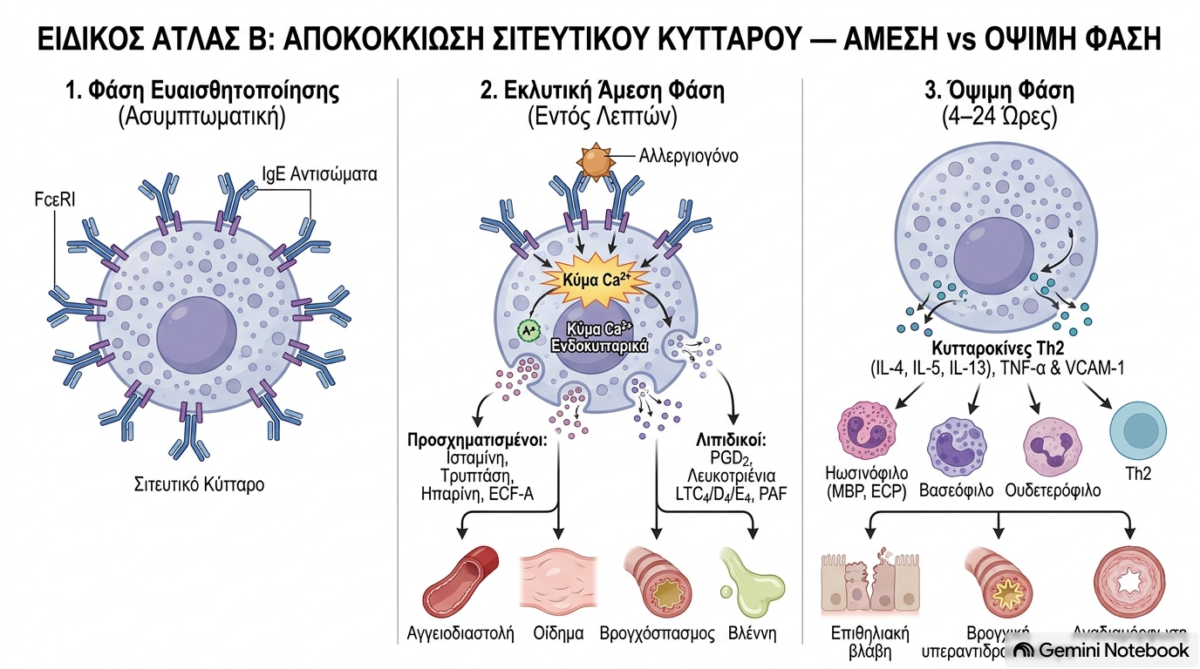 ΕΙΔΙΚΟΣ ΑΤΛΑΣ Β: ΑΠΟΚΟΚΚΙΩΣΗ ΣΙΤΕΥΤΙΚΟΥ ΚΥΤΤΑΡΟΥ — ΑΜΕΣΗ vs ΟΨΙΜΗ ΦΑΣΗ
1. Φάση Ευαισθητοποίησης
(Ασυμπτωματική)
IgE Αντισώματα
FcεRI
Σιτευτικό Κύτταρο
2. Εκλυτική Άμεση Φάση
(Εντός Λεπτών)
Αλλεργιογόνο
Κύμα Ca²⁺
Κύμα Ca²⁺
Ενδοκυτταρικά
Προσχηματισμένοι:
Ισταμίνη,
Τρυπτάση,
Ηπαρίνη, ECF-A
Λιπιδικοί:
PGD₂,
Λευκοτριένια
LTC₄/D₄/E₄, PAF
Αγγειοδιαστολή
Οίδημα
Βρογχόσπασμος
Βλέννη
3. Όψιμη Φάση
(4–24 Ώρες)
Κυτταροκίνες Th2
(IL-4, IL-5, IL-13), TNF-α & VCAM-1
Ηωσινόφιλο
(MBP, ECP)
Βασεόφιλο
Ουδετερόφιλο
Th2
Επιθηλιακή
βλάβη
Βρογχική
Αναδιαμόρφωση
Gemini Notebook